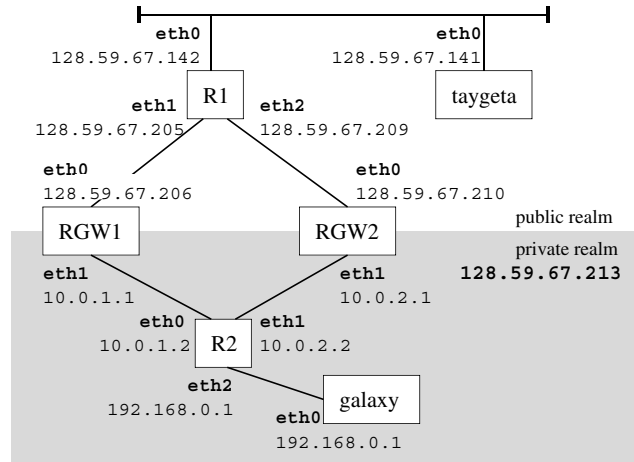 eth0
128.59.67.142
eth0
128.59.67.141
R1
taygeta
eth1
128.59.67.205
eth2
128.59.67.209
eth0
128.59.67.206
eth0
128.59.67.210
RGW1
RGW2
public realm
private realm
128.59.67.213
eth1
10.0.1.1
eth1
10.0.2.1
eth0
10.0.1.2
R2
eth1
10.0.2.2
eth2
192.168.0.1
galaxy
eth0
192.168.0.1